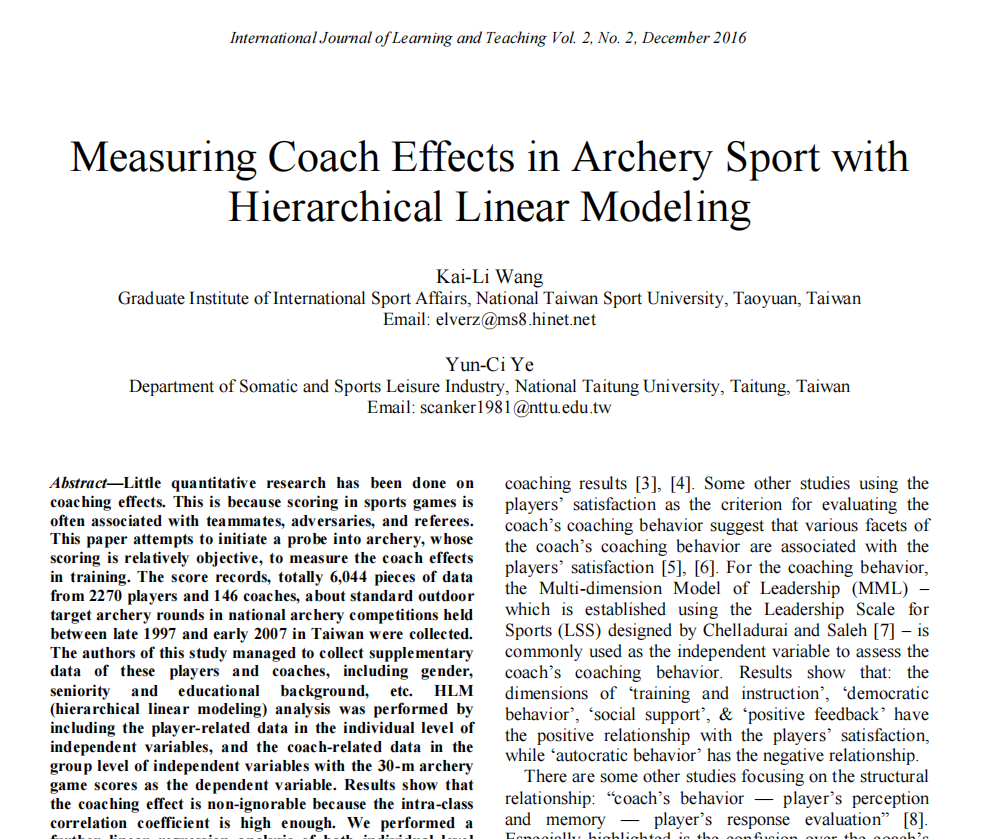 International Journal of Learning and Teaching Vol. 2, No. 2, December 2016
Measuring Coach Effects in Archery Sport with
Hierarchical Linear Modeling
Kai-Li Wang
Graduate Institute of International Sport Affairs, National Taiwan Sport University, Taoyuan, Taiwan
Email: elverz@ms8.hinet.net
Yun-Ci Ye
Department of Somatic and Sports Leisure Industry, National Taitung University, Taitung, Taiwan
Email: scanker1981@nttu.edu.tw
Abstract—Little quantitative research has been done on
coaching effects. This is because scoring in sports games is
often associated with teammates, adversaries, and referees.
This paper attempts to initiate a probe into archery, whose
scoring is relatively objective, to measure the coach effects
in training. The score records, totally 6,044 pieces of data
from 2270 players and 146 coaches, about standard outdoor
target archery rounds in national archery competitions held
between late 1997 and early 2007 in Taiwan were collected.
The authors of this study managed to collect supplementary
data of these players and coaches, including gender,
seniority and educational background, etc. HLM
(hierarchical linear modeling) analysis was performed by
including the player-related data in the individual level of
independent variables, and the coach-related data in the
group level of independent variables with the 30-m archery
game scores as the dependent variable. Results show that
the coaching effect is non-ignorable because the intra-class
correlation coefficient is high enough. We performed a
further linear regression analysis of both individual level
coaching results [3], [4]. Some other studies using the
players’ satisfaction as the criterion for evaluating the
coach’s coaching behavior suggest that various facets of
the coach’s coaching behavior are associated with the
players’ satisfaction [5], [6]. For the coaching behavior,
the Multi-dimension Model of Leadership (MML) –
which is established using the Leadership Scale for
Sports (LSS) designed by Chelladurai and Saleh [7] – is
commonly used as the independent variable to assess the
coach’s coaching behavior. Results show that: the
dimensions of ‘training and instruction’, ‘democratic
behavior’, ‘social support’, & ‘positive feedback’ have
the positive relationship with the players’ satisfaction,
while ‘autocratic behavior’ has the negative relationship.
There are some other studies focusing on the structural
relationship: “coach’s behavior — player’s perception
and memory — player’s response evaluation” [8].
Especially highlighted is the confusion over the coach’s